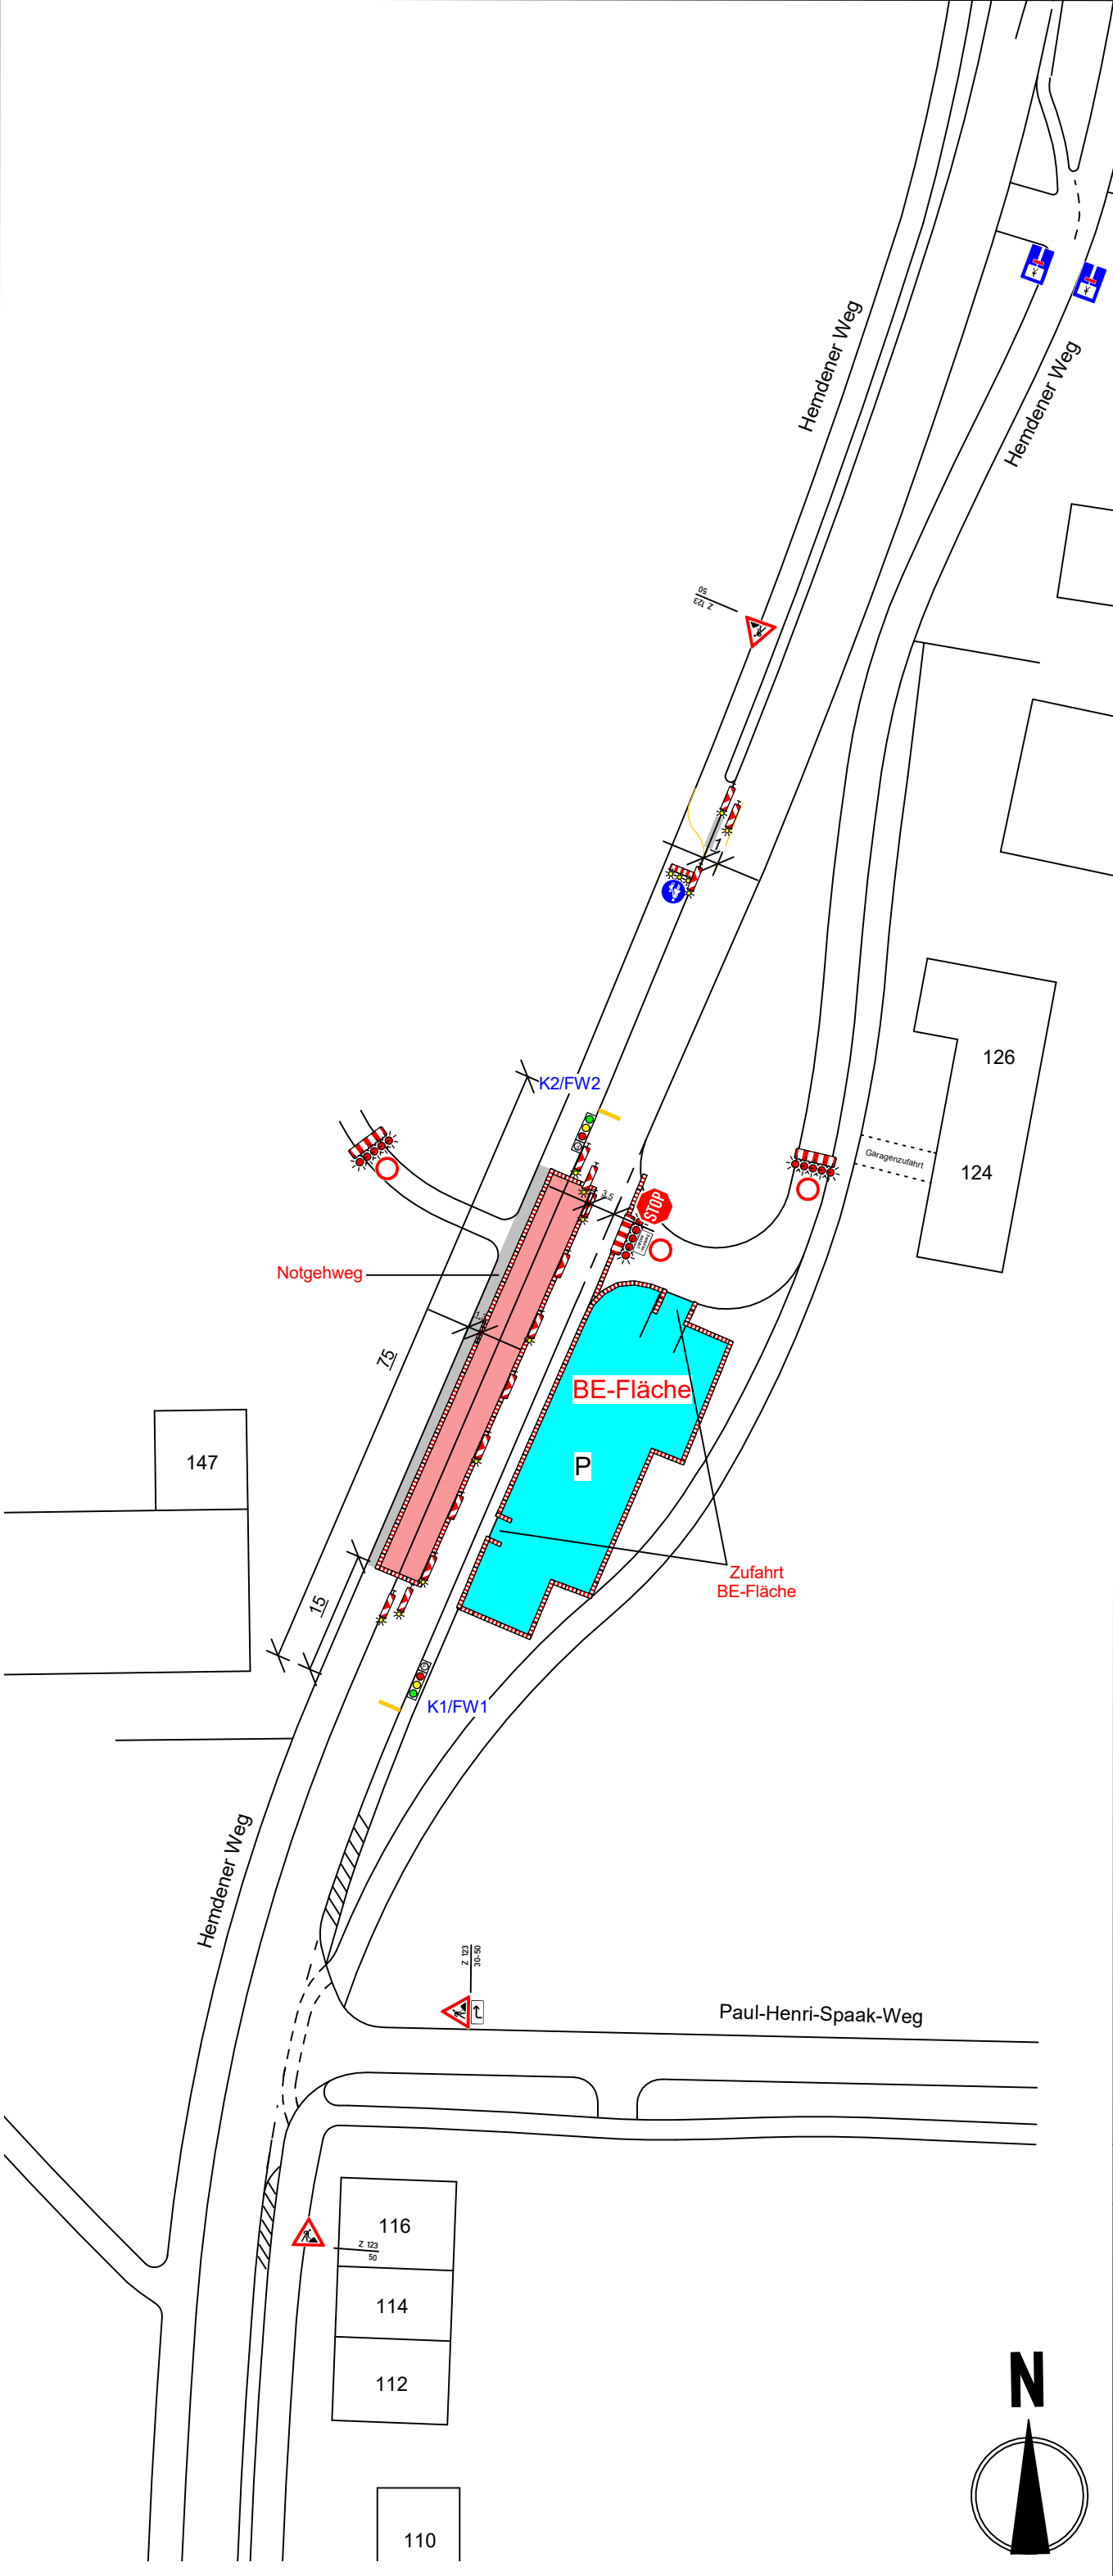 Hemdener Weg
Hemdener Weg
Z 123
50
1
K2/FW2
126
Garagenzufahrt
124
3.5
STOP
Notgehweg
75
BE-Fläche
P
147
Zufahrt
BE-Fläche
15
K1/FW1
Hemdener Weg
Z 123
30-50
Paul-Henri-Spaak-Weg
116
Z 123
50
114
112
N
110